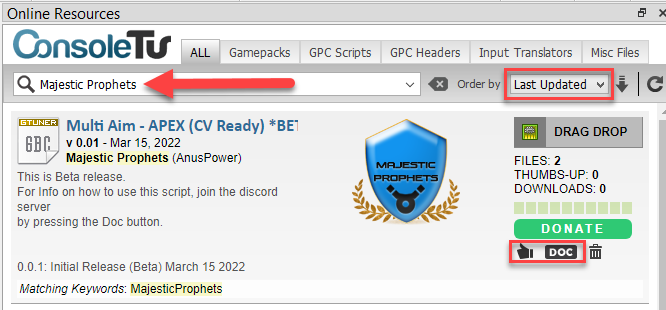 Online Resources
ConsoleTu
ALL
Gamepacks
GPC Scripts
GPC Headers
Input Translators
Misc Files
Majestic Prophets
Order by
Last Updated
GTUNER
GBC
Multi Aim - APEX (CV Ready) *BET
v 0.01 - Mar 15, 2022
Majestic Prophets (AnusPower)
This is Beta release.
For Info on how to use this script, join the discord
server
by pressing the Doc button.
0.0.1: Initial Release (Beta) March 15 2022
Matching Keywords: MajesticProphets
MAJESTIC
PROPHETS
DRAG DROP
FILES: 2
THUMBS-UP: 0
DOWNLOADS: 0
DONATE
DOC